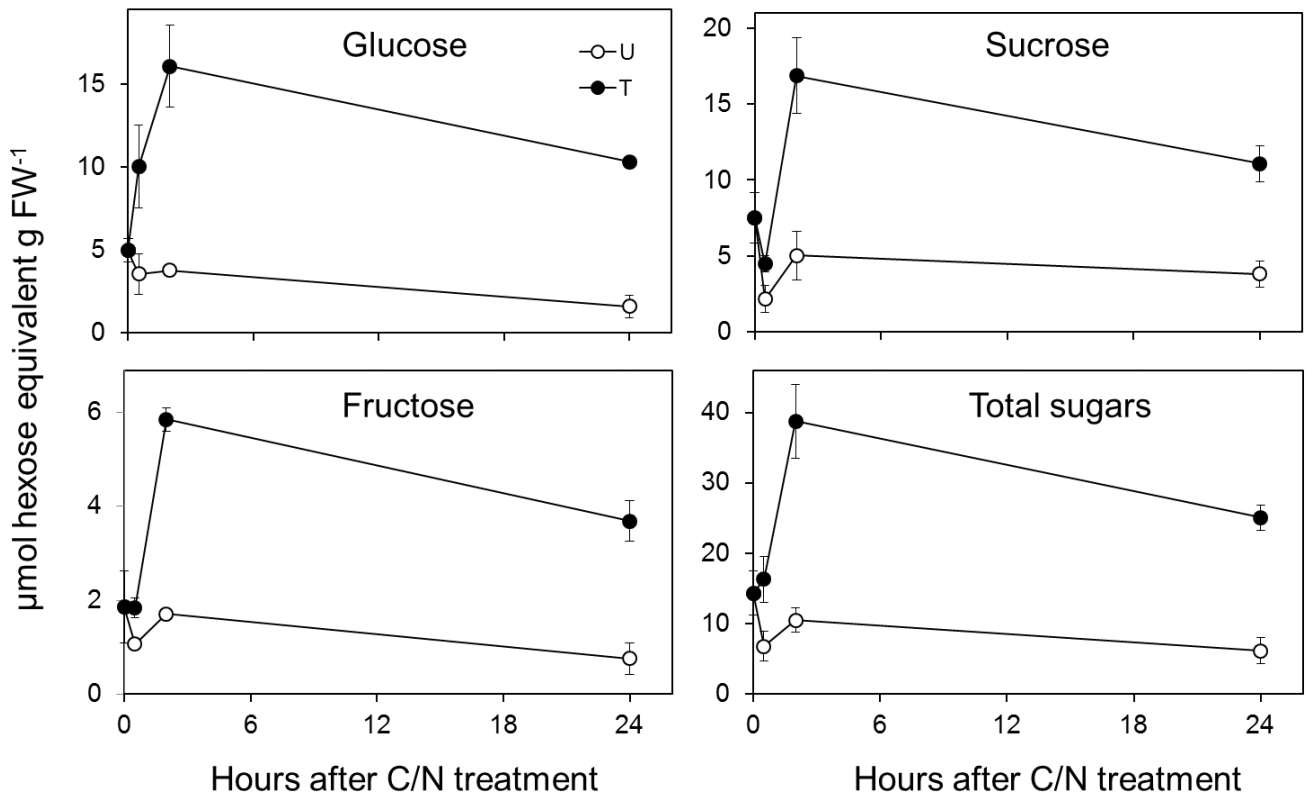 µmol hexose equivalent g FW-1
Glucose
U
T
15
10
5
0
Sucrose
20
15
10
5
0
Fructose
6
4
2
0
0 6 12 18 24
Hours after C/N treatment
Total sugars
40
30
20
10
0
0 6 12 18 24
Hours after C/N treatment